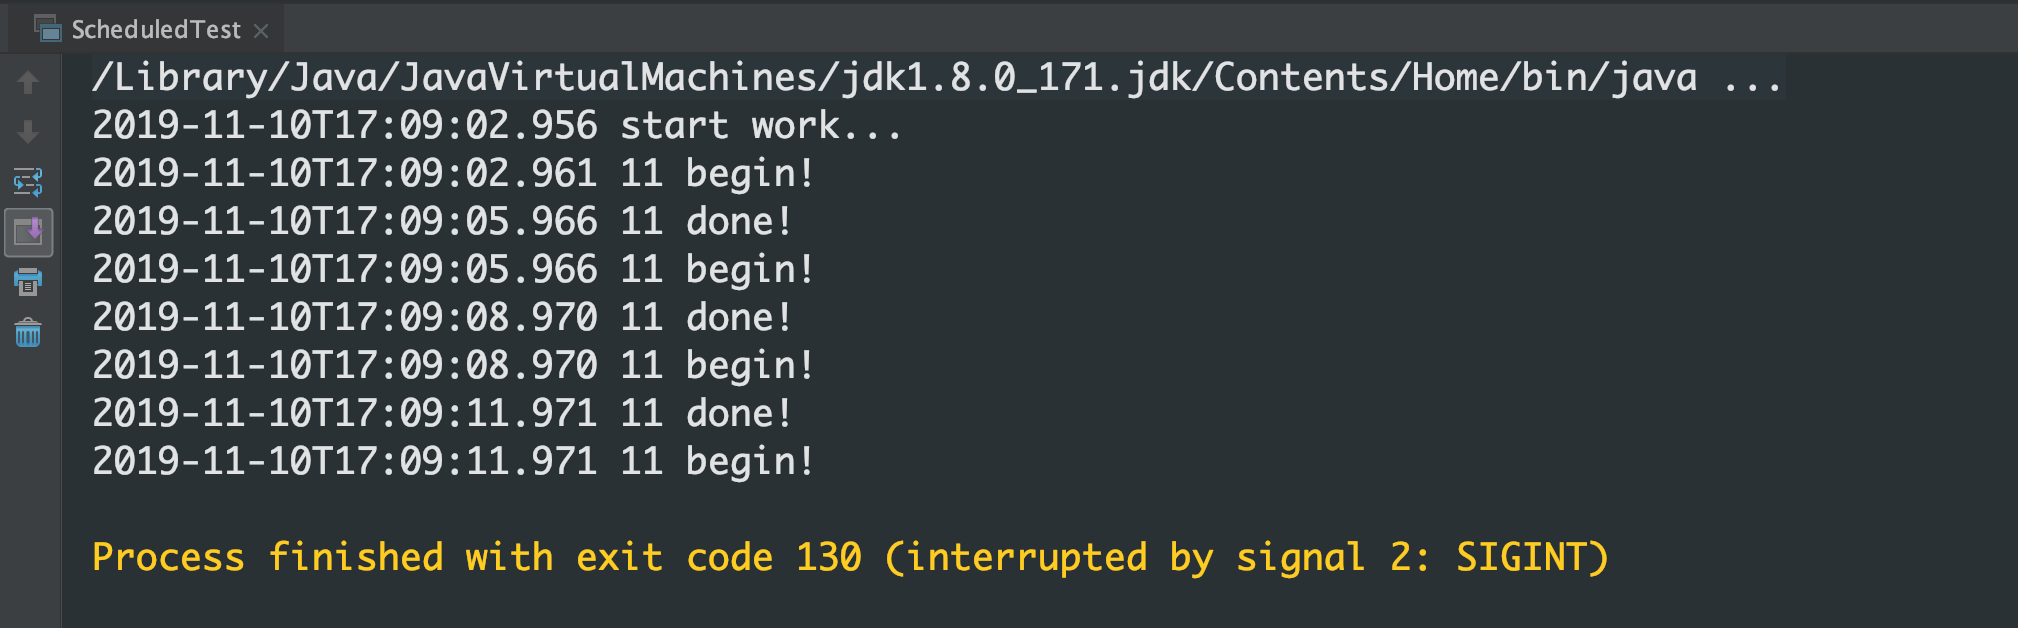 ScheduledTest
/Library/Java/JavaVirtualMachines/jdk1.8.0_171.jdk/Contents/Home/bin/java ...
2019-11-10T17:09:02.956 start work...
2019-11-10T17:09:02.961 11 begin!
2019-11-10T17:09:05.966 11 done!
2019-11-10T17:09:05.966 11 begin!
2019-11-10T17:09:08.970 11 done!
2019-11-10T17:09:08.970 11 begin!
2019-11-10T17:09:11.971 11 done!
2019-11-10T17:09:11.971 11 begin!
Process finished with exit code 130 (interrupted by signal 2: SIGINT)